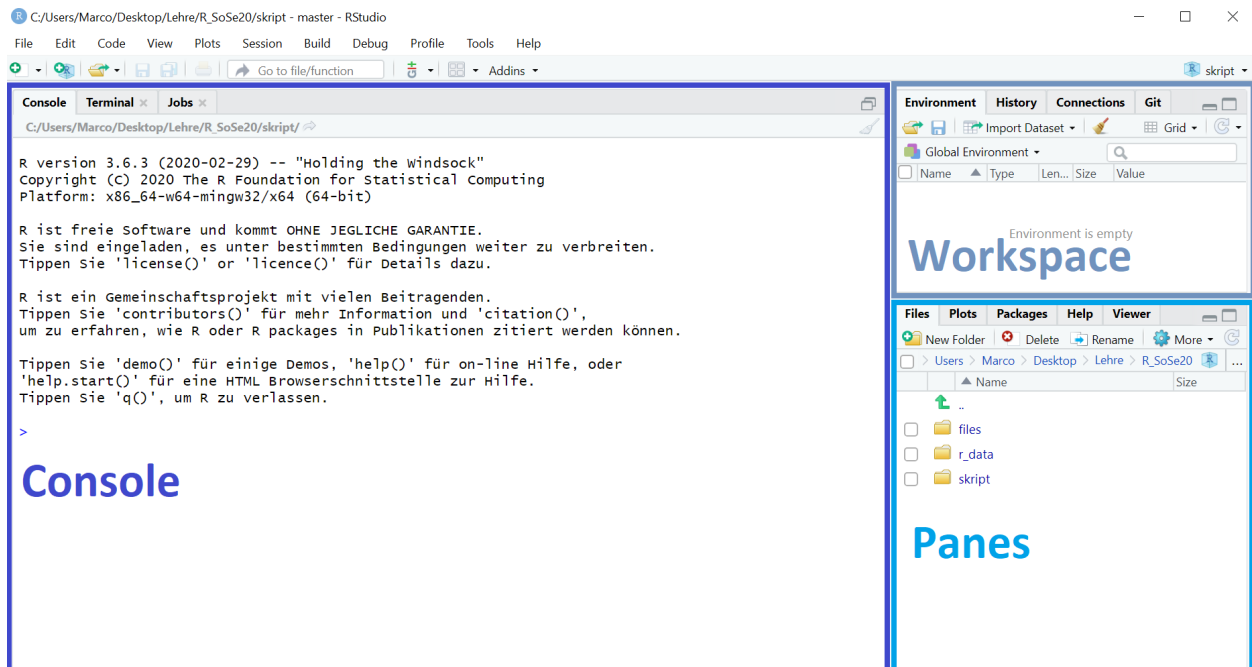 C:/Users/Marco/Desktop/Lehre/R_SoSe20/skript - master - RStudio
File Edit Code View Plots Session Build Debug Profile Tools Help
Go to file/function Addins skript
Console Terminal Jobs
C:/Users/Marco/Desktop/Lehre/R_SoSe20/skript/
R version 3.6.3 (2020-02-29) -- "Holding the Windsock"
Copyright (C) 2020 The R Foundation for Statistical Computing
Platform: x86_64-w64-mingw32/x64 (64-bit)
R ist freie Software und kommt OHNE JEGLICHE GARANTIE.
Sie sind eingeladen, es unter bestimmten Bedingungen weiter zu verbreiten.
Tippen Sie 'license()' or 'licence()' für Details dazu.
R ist ein Gemeinschaftsprojekt mit vielen Beitragenden.
Tippen Sie 'contributors()' für mehr Information und 'citation()',
um zu erfahren, wie R oder R packages in Publikationen zitiert werden können.
Tippen Sie 'demo()' für einige Demos, 'help()' für on-line Hilfe, oder
'help.start()' für eine HTML Browserschnittstelle zur Hilfe.
Tippen Sie 'q()', um R zu verlassen.
>
Console
Environment History Connections Git
Import Dataset Grid
Global Environment
Name Type Len... Size Value
Environment is empty
Workspace
Files Plots Packages Help Viewer
New Folder Delete Rename More
> Users > Marco > Desktop > Lehre > R_SoSe20 ...
Name Size
..
files
r_data
skript
Panes